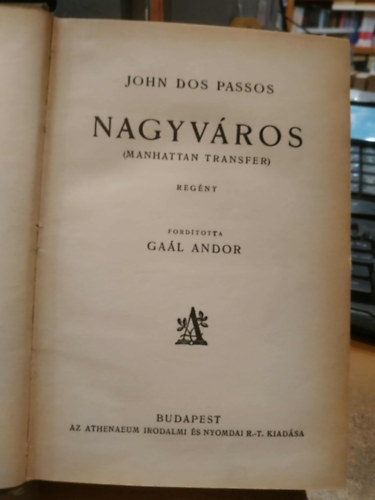 JOHN DOS PASSOS
NAGYVÁROS
(MANHATTAN TRANSFER)
REGÉNY
FORDÍTOTTA
GAÁL ANDOR
A
BUDAPEST
AZ ATHENAEUM IRODALMI ÉS NYOMDAI R.-T. KIADÁSA